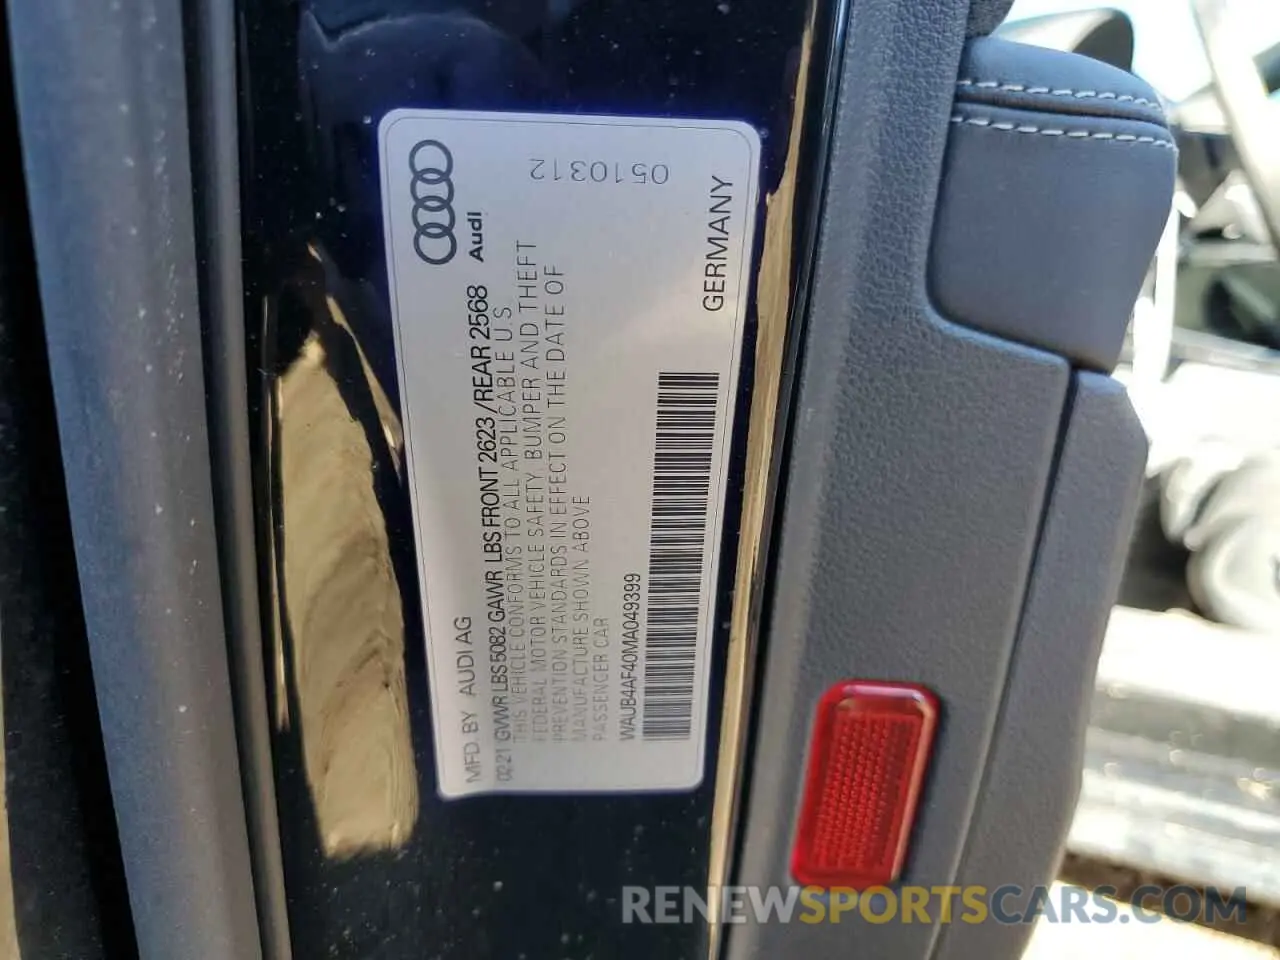 MFD. BY AUDI AG
02-21 GVWR LBS 5082 GAWR LBS FRONT 2623 /REAR 2568
THIS VEHICLE CONFORMS TO ALL APPLICABLE U.S
FEDERAL MOTOR VEHICLE SAFETY, BUMPER AND THEFT
PREVENTION STANDARDS IN EFFECT ON THE DATE OF
MANUFACTURE SHOWN ABOVE
PASSENGER CAR
WAUB4AF40MA049399
Audi
GERMANY
0510312
RENEWSPORTSCARS.COM